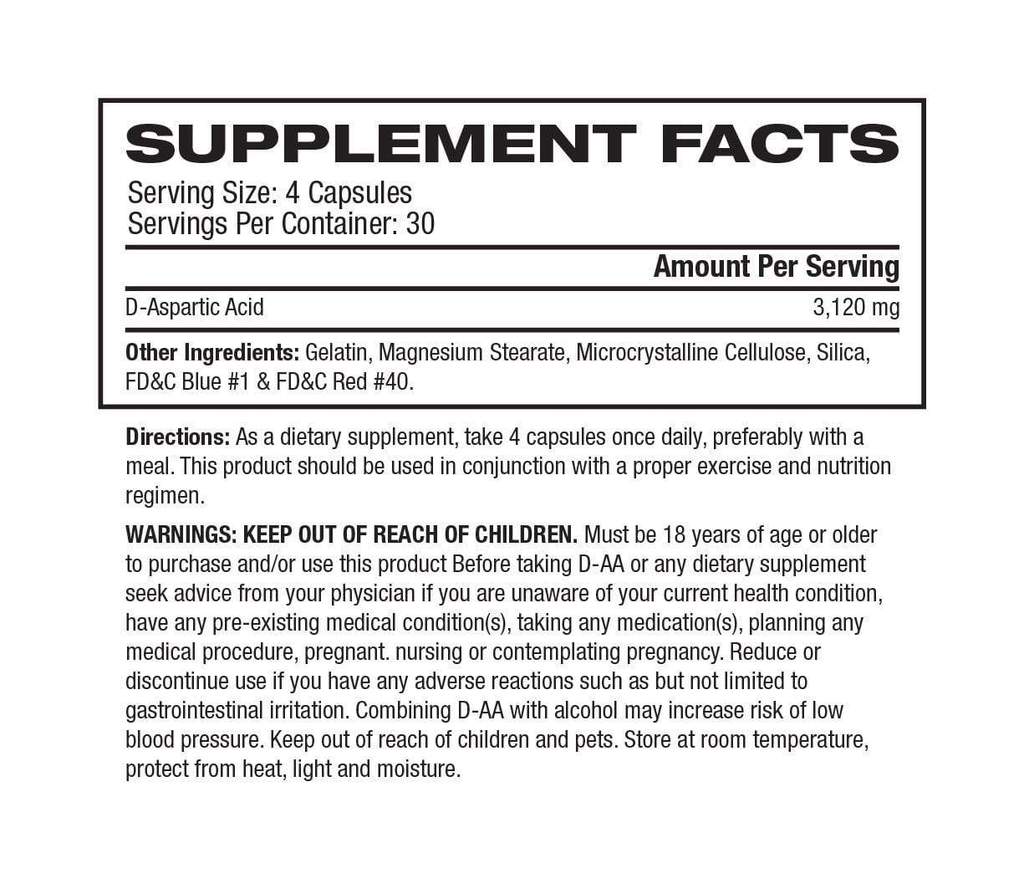 SUPPLEMENT FACTS
Serving Size: 4 Capsules
Servings Per Container: 30
Amount Per Serving
D-Aspartic Acid 3,120 mg
Other Ingredients: Gelatin, Magnesium Stearate, Microcrystalline Cellulose, Silica,
FD&C Blue #1 & FD&C Red #40.
Directions: As a dietary supplement, take 4 capsules once daily, preferably with a
meal. This product should be used in conjunction with a proper exercise and nutrition
regimen.
WARNINGS: KEEP OUT OF REACH OF CHILDREN. Must be 18 years of age or older
to purchase and/or use this product Before taking D-AA or any dietary supplement
seek advice from your physician if you are unaware of your current health condition,
have any pre-existing medical condition(s), taking any medication(s), planning any
medical procedure, pregnant. nursing or contemplating pregnancy. Reduce or
discontinue use if you have any adverse reactions such as but not limited to
gastrointestinal irritation. Combining D-AA with alcohol may increase risk of low
blood pressure. Keep out of reach of children and pets. Store at room temperature,
protect from heat, light and moisture.